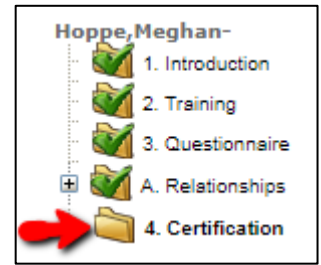 Hoppe,Meghan-
1. Introduction
2. Training
3. Questionnaire
A. Relationships
4. Certification